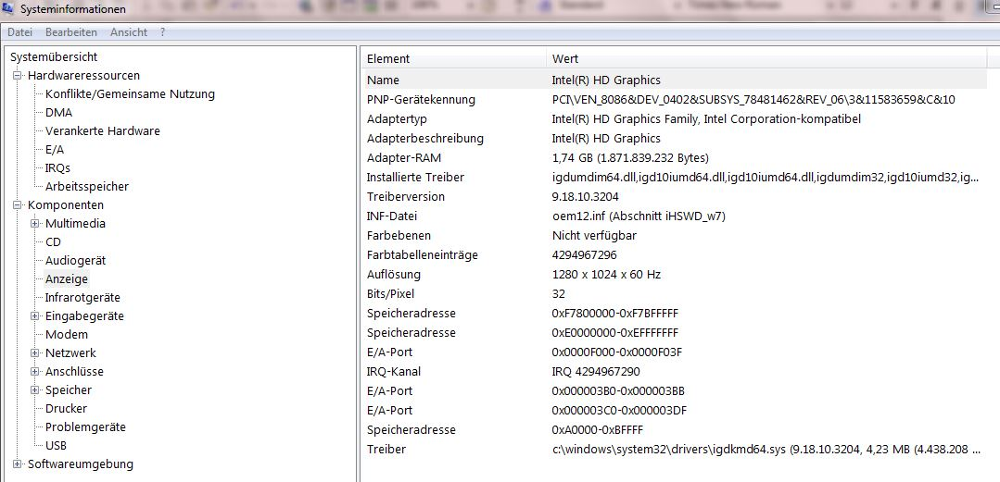 Systeminformationen
Datei Bearbeiten Ansicht ?
Systemübersicht
Hardwareressourcen
Konflikte/Gemeinsame Nutzung
DMA
Verankerte Hardware
E/A
IRQs
Arbeitsspeicher
Komponenten
Multimedia
CD
Audiogerät
Anzeige
Infrarotgeräte
Eingabegeräte
Modem
Netzwerk
Anschlüsse
Speicher
Drucker
Problemgeräte
USB
Softwareumgebung
Element Wert
Name Intel(R) HD Graphics
PNP-Gerätekennung PCI\VEN_8086&DEV_0402&SUBSYS_78481462&REV_06\3&11583659&C&10
Adaptertyp Intel(R) HD Graphics Family, Intel Corporation-kompatibel
Adapterbeschreibung Intel(R) HD Graphics
Adapter-RAM 1,74 GB (1.871.839.232 Bytes)
Installierte Treiber igdumdim64.dll,igd10iumd64.dll,igd10iumd64.dll,igdumdim32,igd10iumd32,ig...
Treiberversion 9.18.10.3204
INF-Datei oem12.inf (Abschnitt iHSWD_w7)
Farbebenen Nicht verfügbar
Farbtabelleneinträge 4294967296
Auflösung 1280 x 1024 x 60 Hz
Bits/Pixel 32
Speicheradresse 0xF7800000-0xF7BFFFFF
Speicheradresse 0xE0000000-0xEFFFFFFF
E/A-Port 0x0000F000-0x0000F03F
IRQ-Kanal IRQ 4294967290
E/A-Port 0x000003B0-0x000003BB
E/A-Port 0x000003C0-0x000003DF
Speicheradresse 0xA0000-0xBFFFF
Treiber c:\windows\system32\drivers\igdkmd64.sys (9.18.10.3204, 4,23 MB (4.438.208 ...